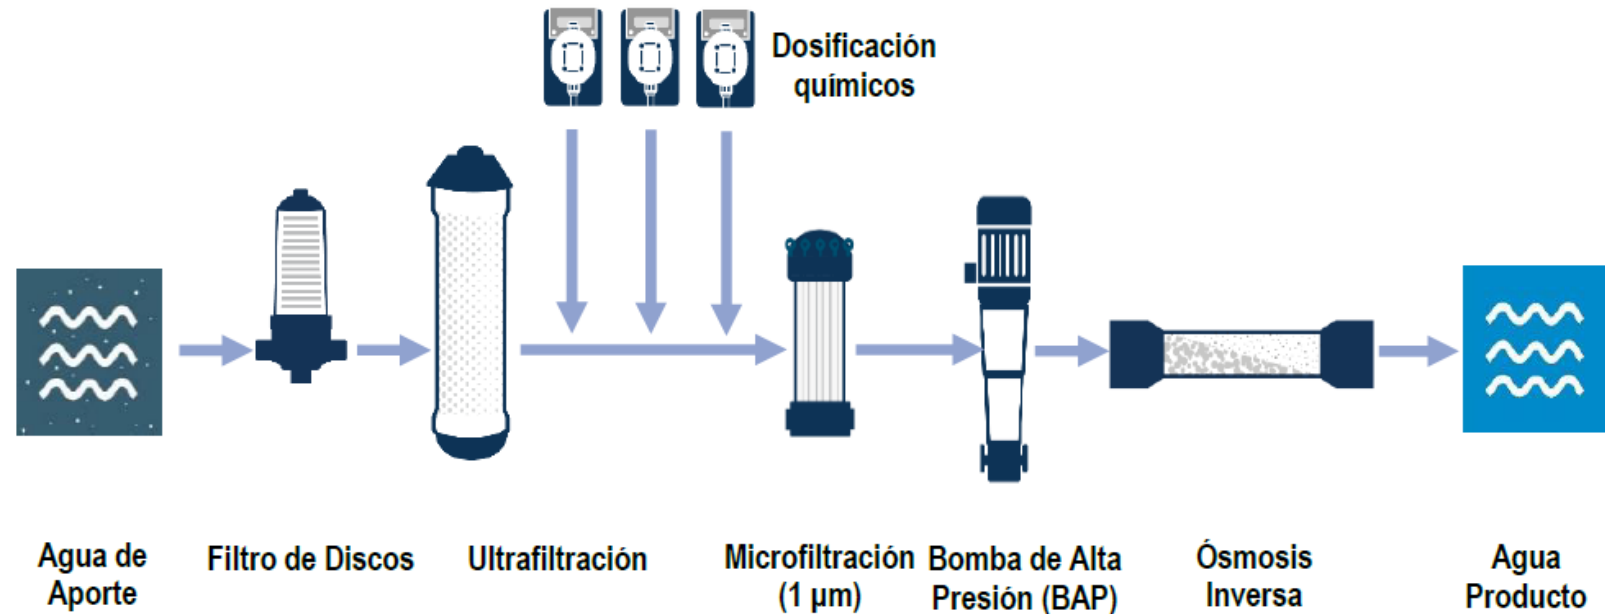 Dosificación
químicos
Agua de
Aporte
Filtro de Discos
Ultrafiltración
Microfiltración
(1 µm)
Bomba de Alta
Presión (BAP)
Ósmosis
Inversa
Agua
Producto